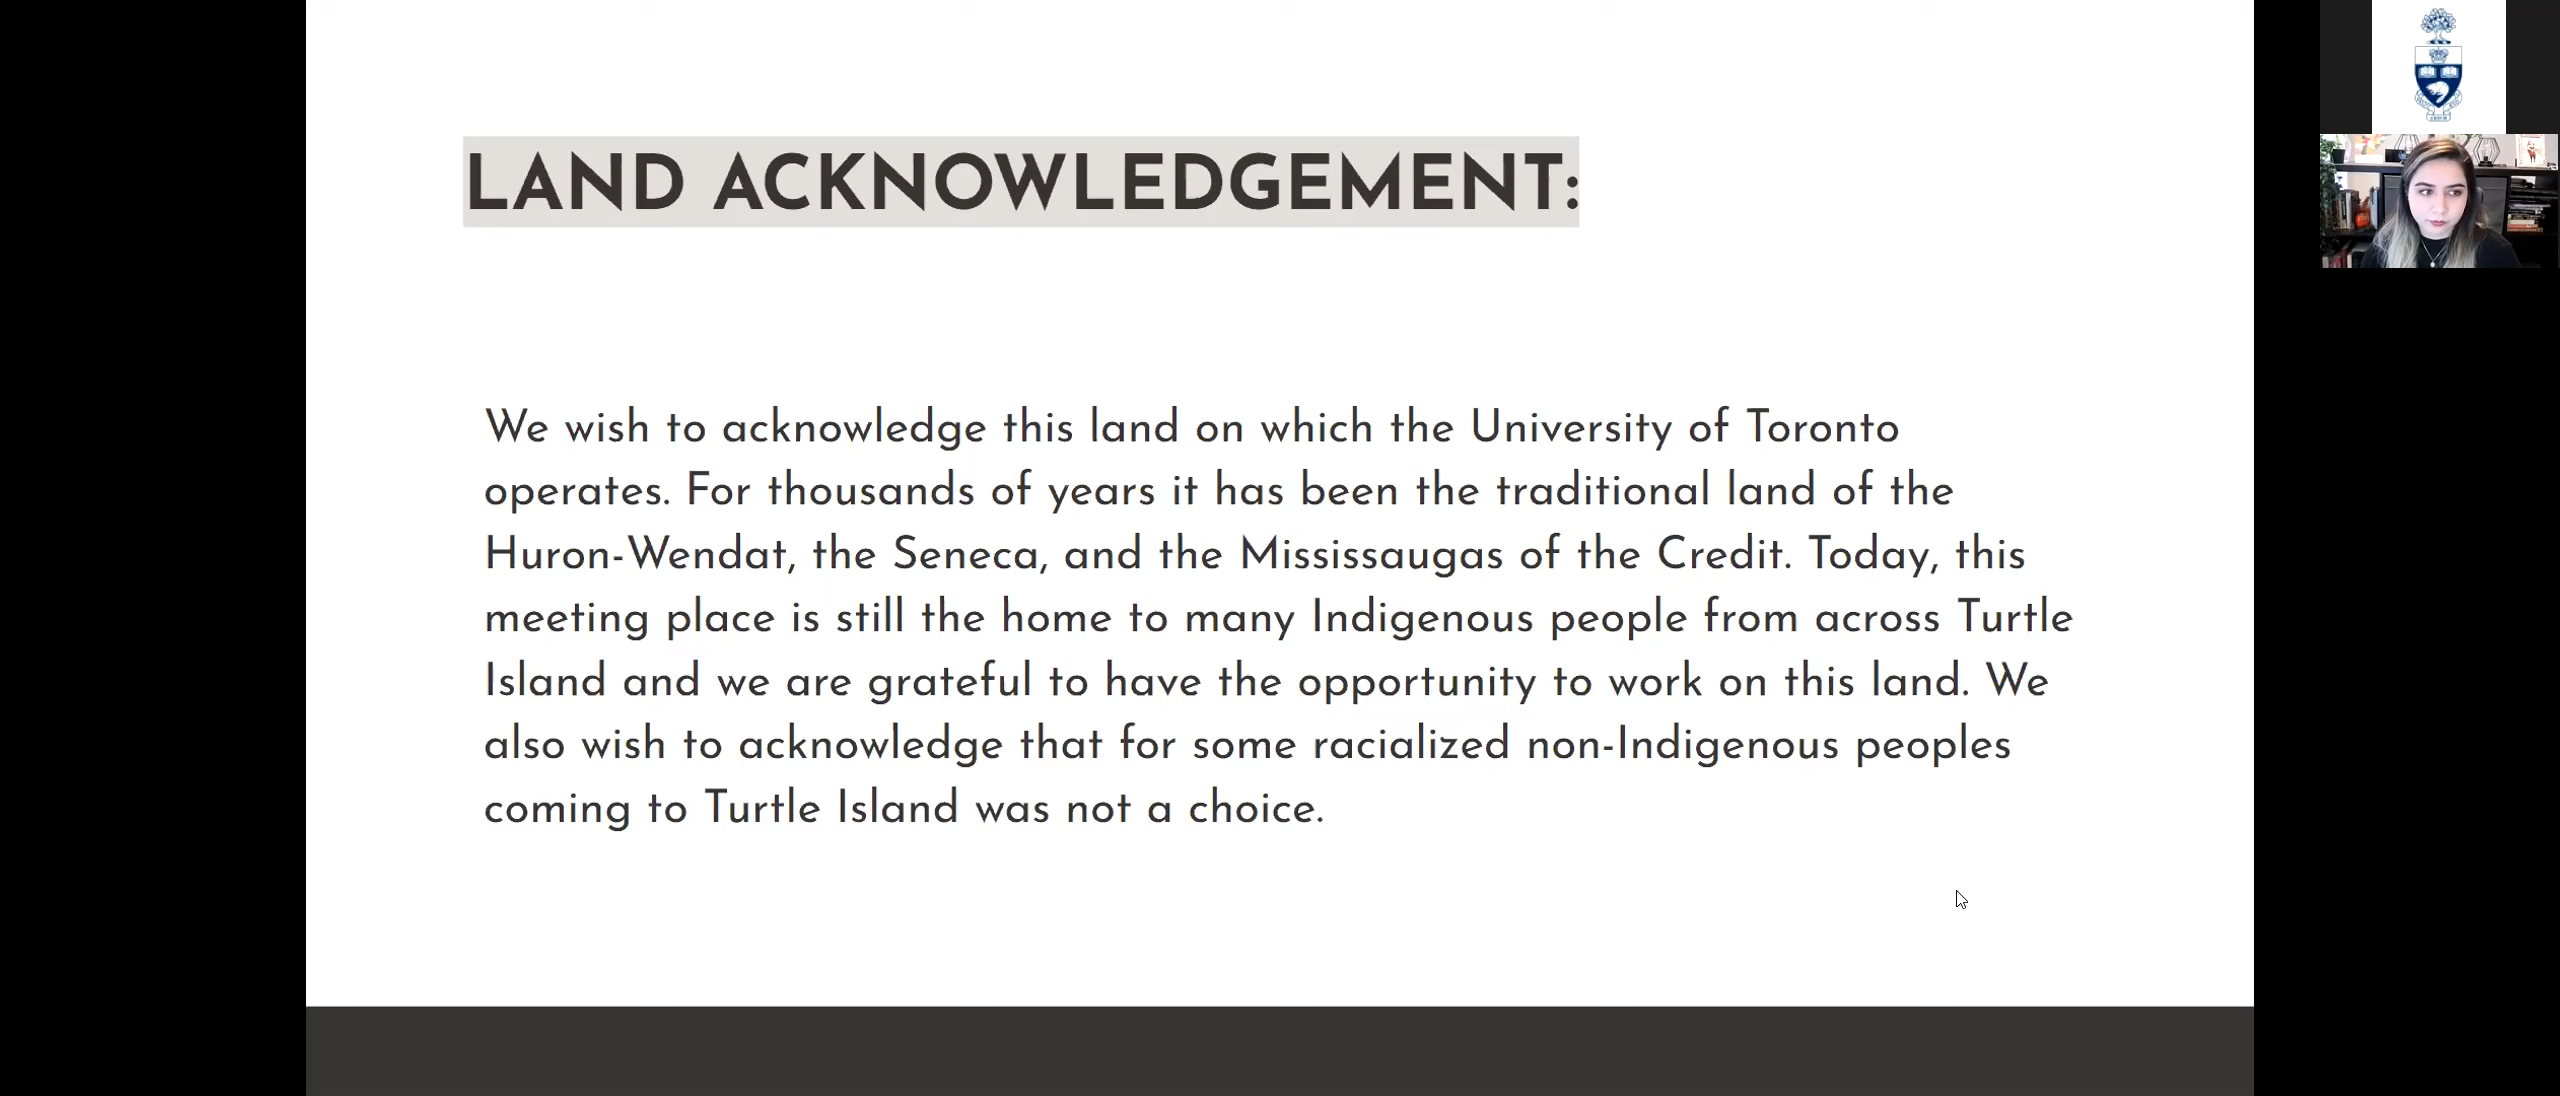 LAND ACKNOWLEDGEMENT:
We wish to acknowledge this land on which the University of Toronto
operates. For thousands of years it has been the traditional land of the
Huron-Wendat, the Seneca, and the Mississaugas of the Credit. Today, this
meeting place is still the home to many Indigenous people from across Turtle
Island and we are grateful to have the opportunity to work on this land. We
also wish to acknowledge that for some racialized non-Indigenous peoples
coming to Turtle Island was not a choice.